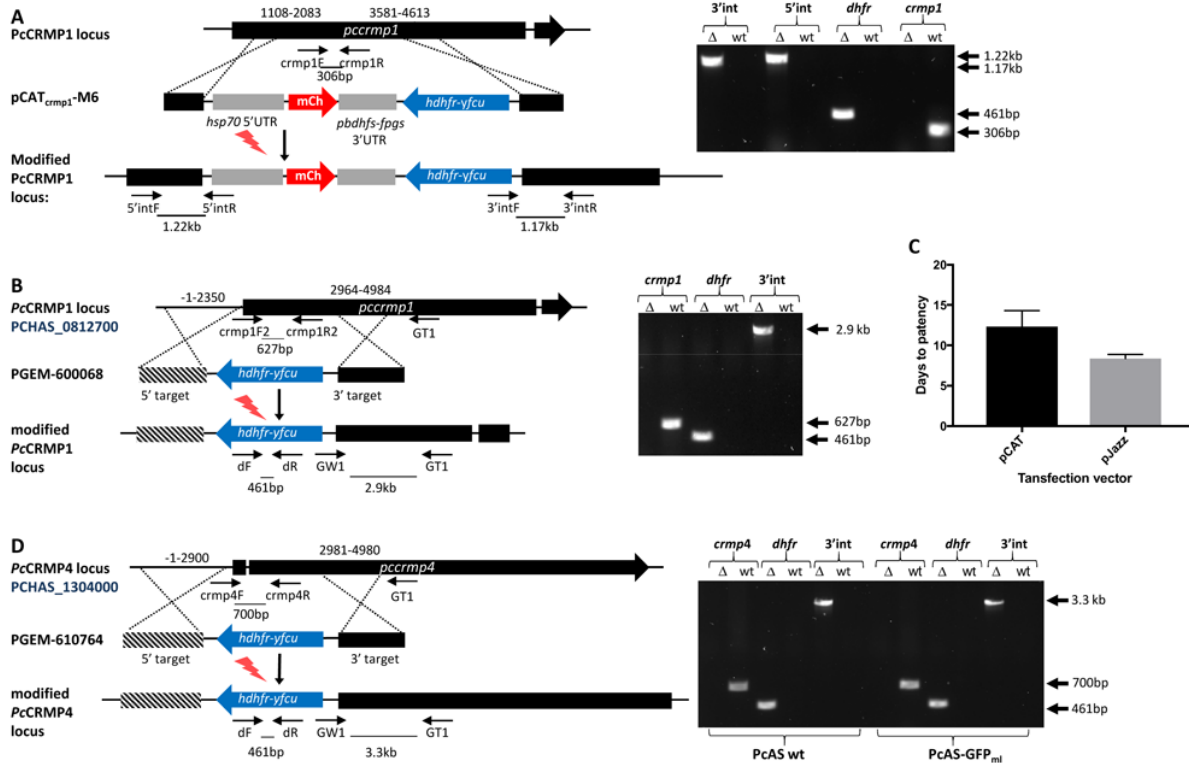 A
1108-2083
3581-4613
PcCRMP1 locus
pccrmp1
crmp1F
crmp1R
306bp
pCATcrmp1-M6
mCh
hdhfr-yfcu
hsp70 5'UTR
pbdhfs-fpgs
3'UTR
Modified
PcCRMP1
locus:
mCh
hdhfr-yfcu
5'intF
5'intR
3'intF
3'intR
1.22kb
1.17kb
3'int
5'int
dhfr
crmp1
Δ wt Δ wt Δ wt Δ wt
1.22kb
1.17kb
461bp
306bp
B
-1-2350
2964-4984
PcCRMP1 locus
PCHAS_0812700
pccrmp1
crmp1F2
crmp1R2
GT1
627bp
PGEM-600068
hdhfr-yfcu
5' target
3' target
modified
PcCRMP1
locus
hdhfr-yfcu
dF
dR
GW1
GT1
461bp
2.9kb
crmp1
dhfr
3'int
Δ wt Δ wt Δ wt
2.9 kb
627bp
461bp
C
Days to patency
20
15
10
5
0
pCAT
pJazz
Tansfection vector
D
-1-2900
2981-4980
PcCRMP4 locus
PCHAS_1304000
pccrmp4
crmp4F
crmp4R
GT1
700bp
PGEM-610764
hdhfr-yfcu
5' target
3' target
modified
PcCRMP4
locus
hdhfr-yfcu
dF
dR
GW1
GT1
461bp
3.3kb
crmp4
dhfr
3'int
crmp4
dhfr
3'int
Δ wt Δ wt Δ wt Δ wt Δ wt Δ wt
3.3 kb
700bp
461bp
PcAS wt
PcAS-GFPml